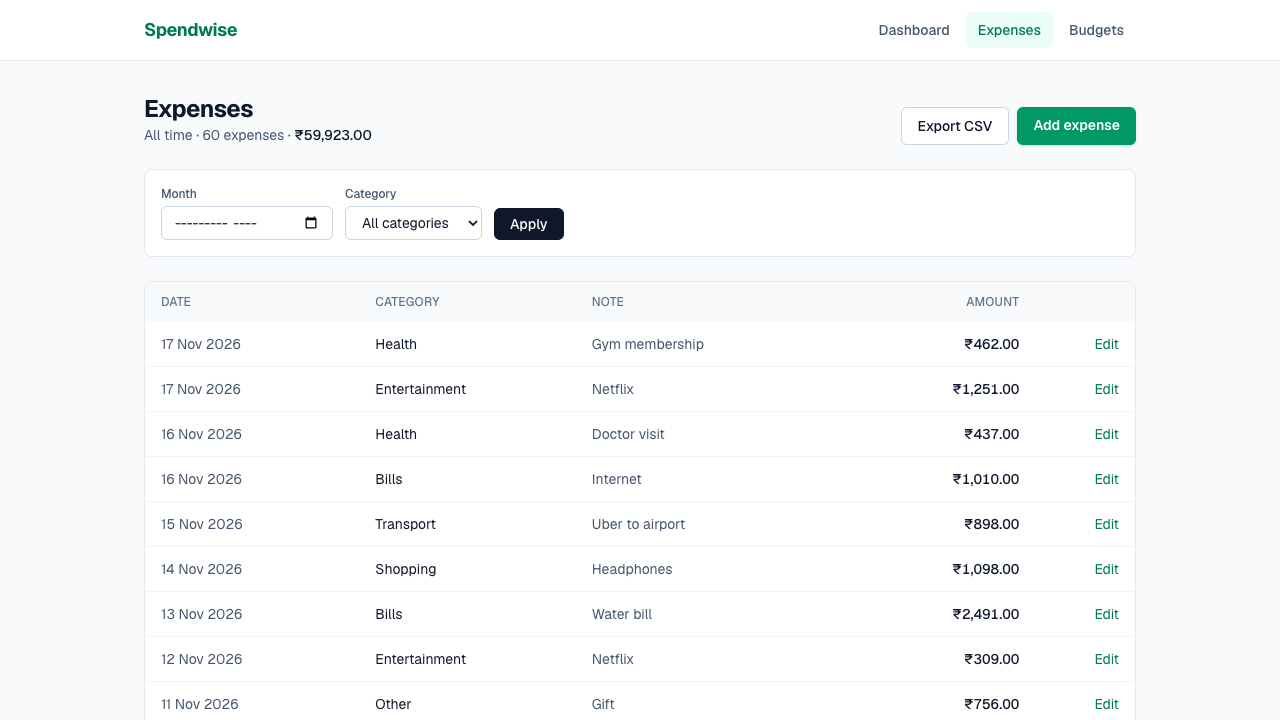 Spendwise
Dashboard Expenses Budgets
Expenses
All time · 60 expenses · ₹59,923.00
Export CSV Add expense
Month Category
--------- ---- All categories Apply
DATE CATEGORY NOTE AMOUNT
17 Nov 2026 Health Gym membership ₹462.00 Edit
17 Nov 2026 Entertainment Netflix ₹1,251.00 Edit
16 Nov 2026 Health Doctor visit ₹437.00 Edit
16 Nov 2026 Bills Internet ₹1,010.00 Edit
15 Nov 2026 Transport Uber to airport ₹898.00 Edit
14 Nov 2026 Shopping Headphones ₹1,098.00 Edit
13 Nov 2026 Bills Water bill ₹2,491.00 Edit
12 Nov 2026 Entertainment Netflix ₹309.00 Edit
11 Nov 2026 Other Gift ₹756.00 Edit